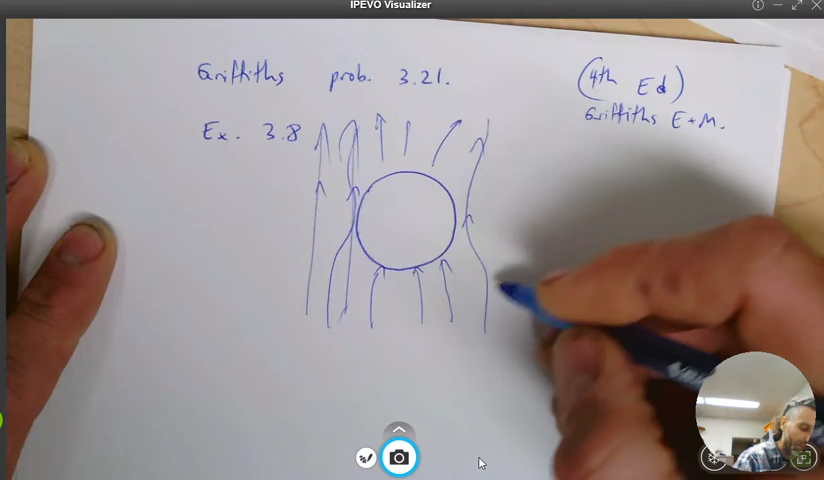 IPEVO Visualizer
Griffiths prob. 3.21.
(4th Ed)
Griffiths E+M.
Ex. 3.8